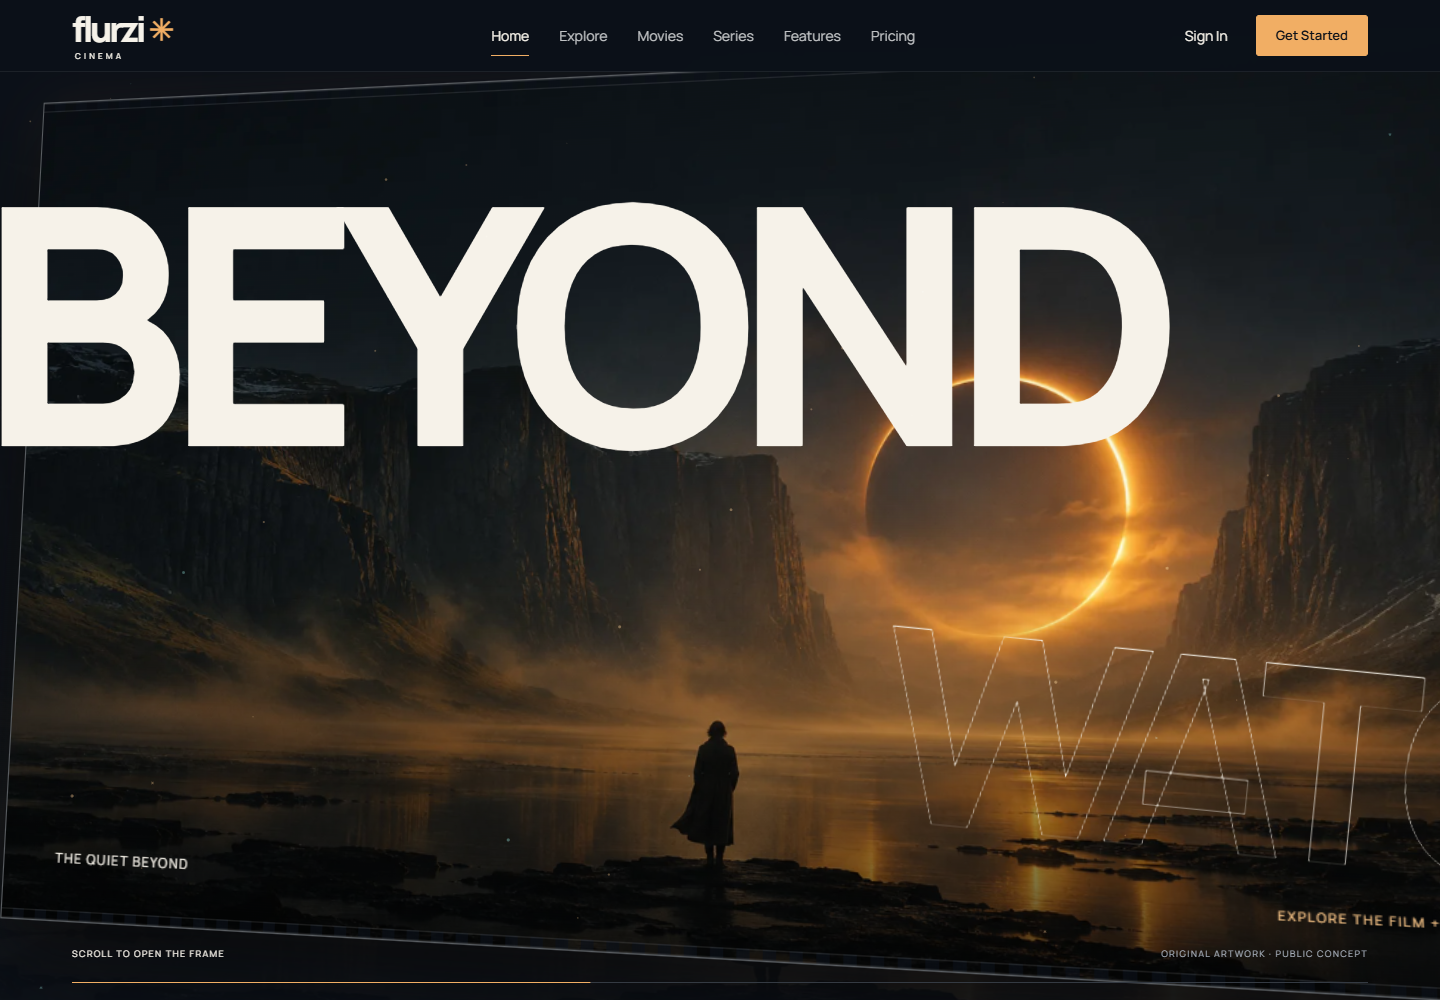 flurzi
CINEMA
Home Explore Movies Series Features Pricing
Sign In Get Started
BEYOND
WATC
THE QUIET BEYOND
EXPLORE THE FILM +
SCROLL TO OPEN THE FRAME
ORIGINAL ARTWORK · PUBLIC CONCEPT